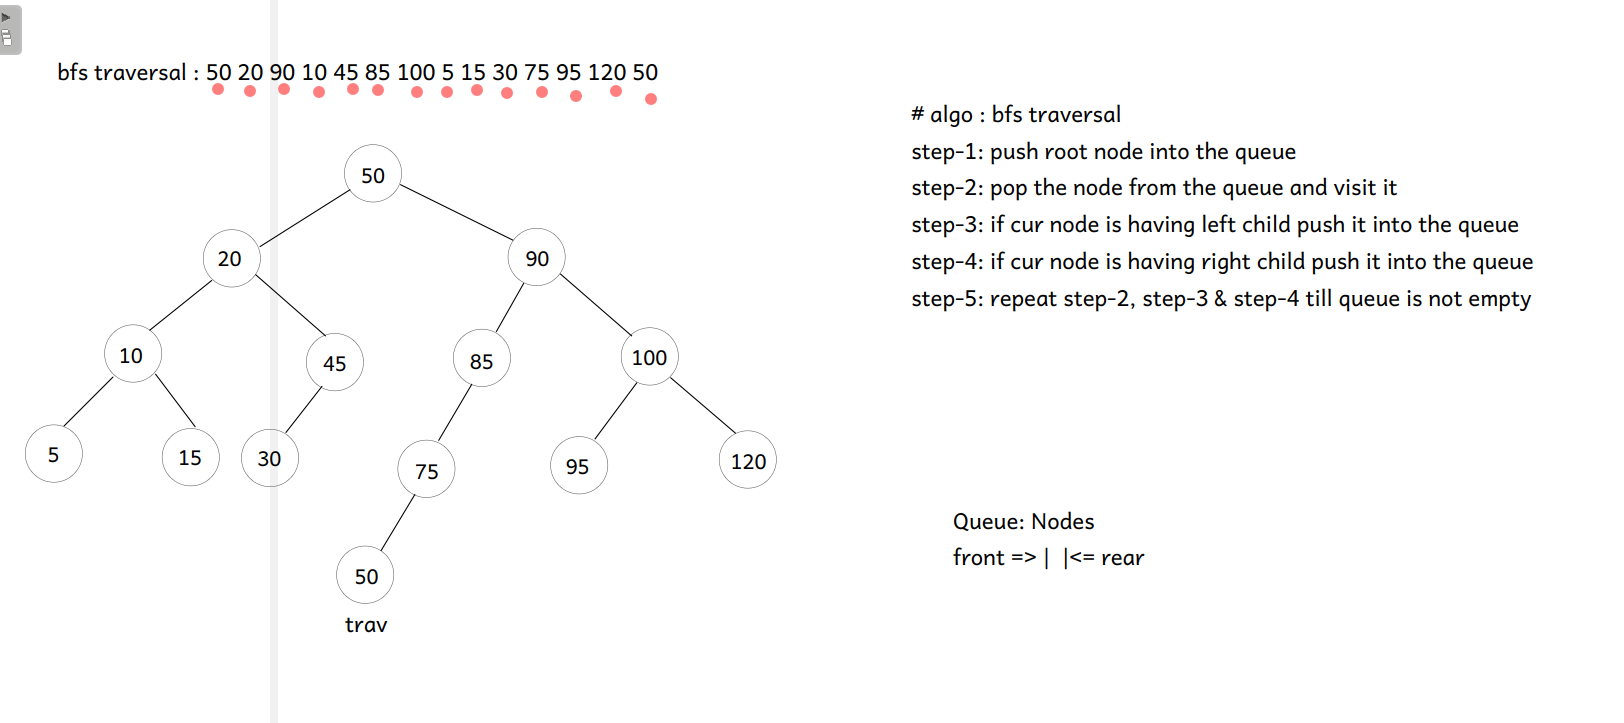 bfs traversal : 50 20 90 10 45 85 100 5 15 30 75 95 120 50
# algo : bfs traversal
step-1: push root node into the queue
step-2: pop the node from the queue and visit it
step-3: if cur node is having left child push it into the queue
step-4: if cur node is having right child push it into the queue
step-5: repeat step-2, step-3 & step-4 till queue is not empty
50
20
90
10
45
85
100
5
15
30
75
95
120
50
trav
Queue: Nodes
front => | |<= rear